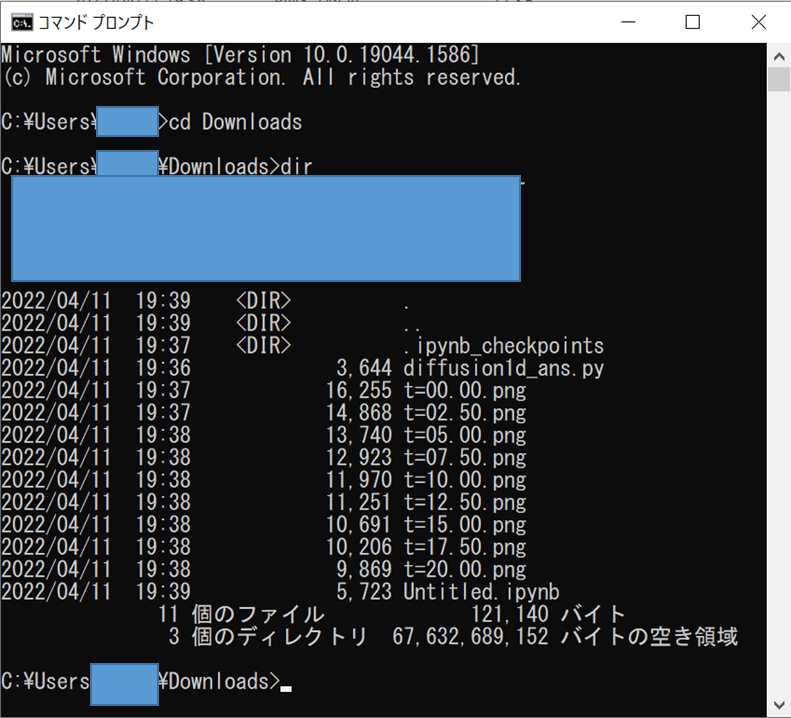 コマンド プロンプト
Microsoft Windows [Version 10.0.19044.1586]
(c) Microsoft Corporation. All rights reserved.
C:¥Users¥ >cd Downloads
C:¥Users¥ ¥Downloads>dir
2022/04/11 19:39 <DIR> .
2022/04/11 19:39 <DIR> ..
2022/04/11 19:37 <DIR> .ipynb_checkpoints
2022/04/11 19:36 3,644 diffusion1d_ans.py
2022/04/11 19:37 16,255 t=00.00.png
2022/04/11 19:37 14,868 t=02.50.png
2022/04/11 19:38 13,740 t=05.00.png
2022/04/11 19:38 12,923 t=07.50.png
2022/04/11 19:38 11,970 t=10.00.png
2022/04/11 19:38 11,251 t=12.50.png
2022/04/11 19:38 10,691 t=15.00.png
2022/04/11 19:38 10,206 t=17.50.png
2022/04/11 19:38 9,869 t=20.00.png
2022/04/11 19:39 5,723 Untitled.ipynb
11 個のファイル 121,140 バイト
3 個のディレクトリ 67,632,689,152 バイトの空き領域
C:¥Users ¥Downloads>